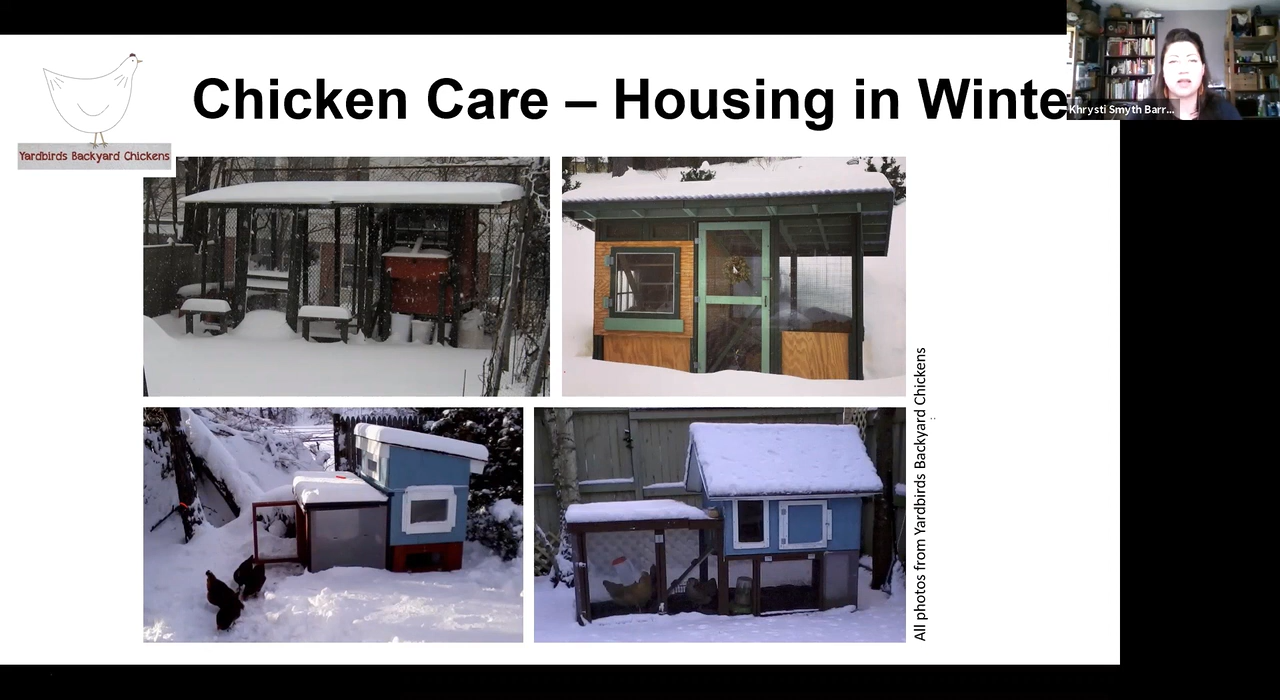 Chicken Care – Housing in Winte
Khrysti Smyth Barr...
Yardbirds Backyard Chickens
All photos from Yardbirds Backyard Chickens